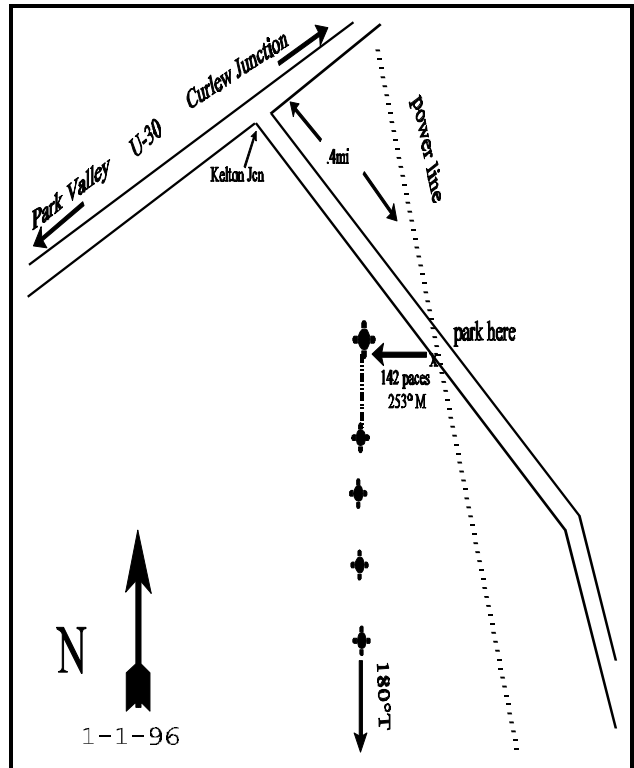 Curlew Junction
U-30
Park Valley
Kelton Jcn
.4mi
power line
park here
x
142 paces
253° M
180°T
N
1-1-96